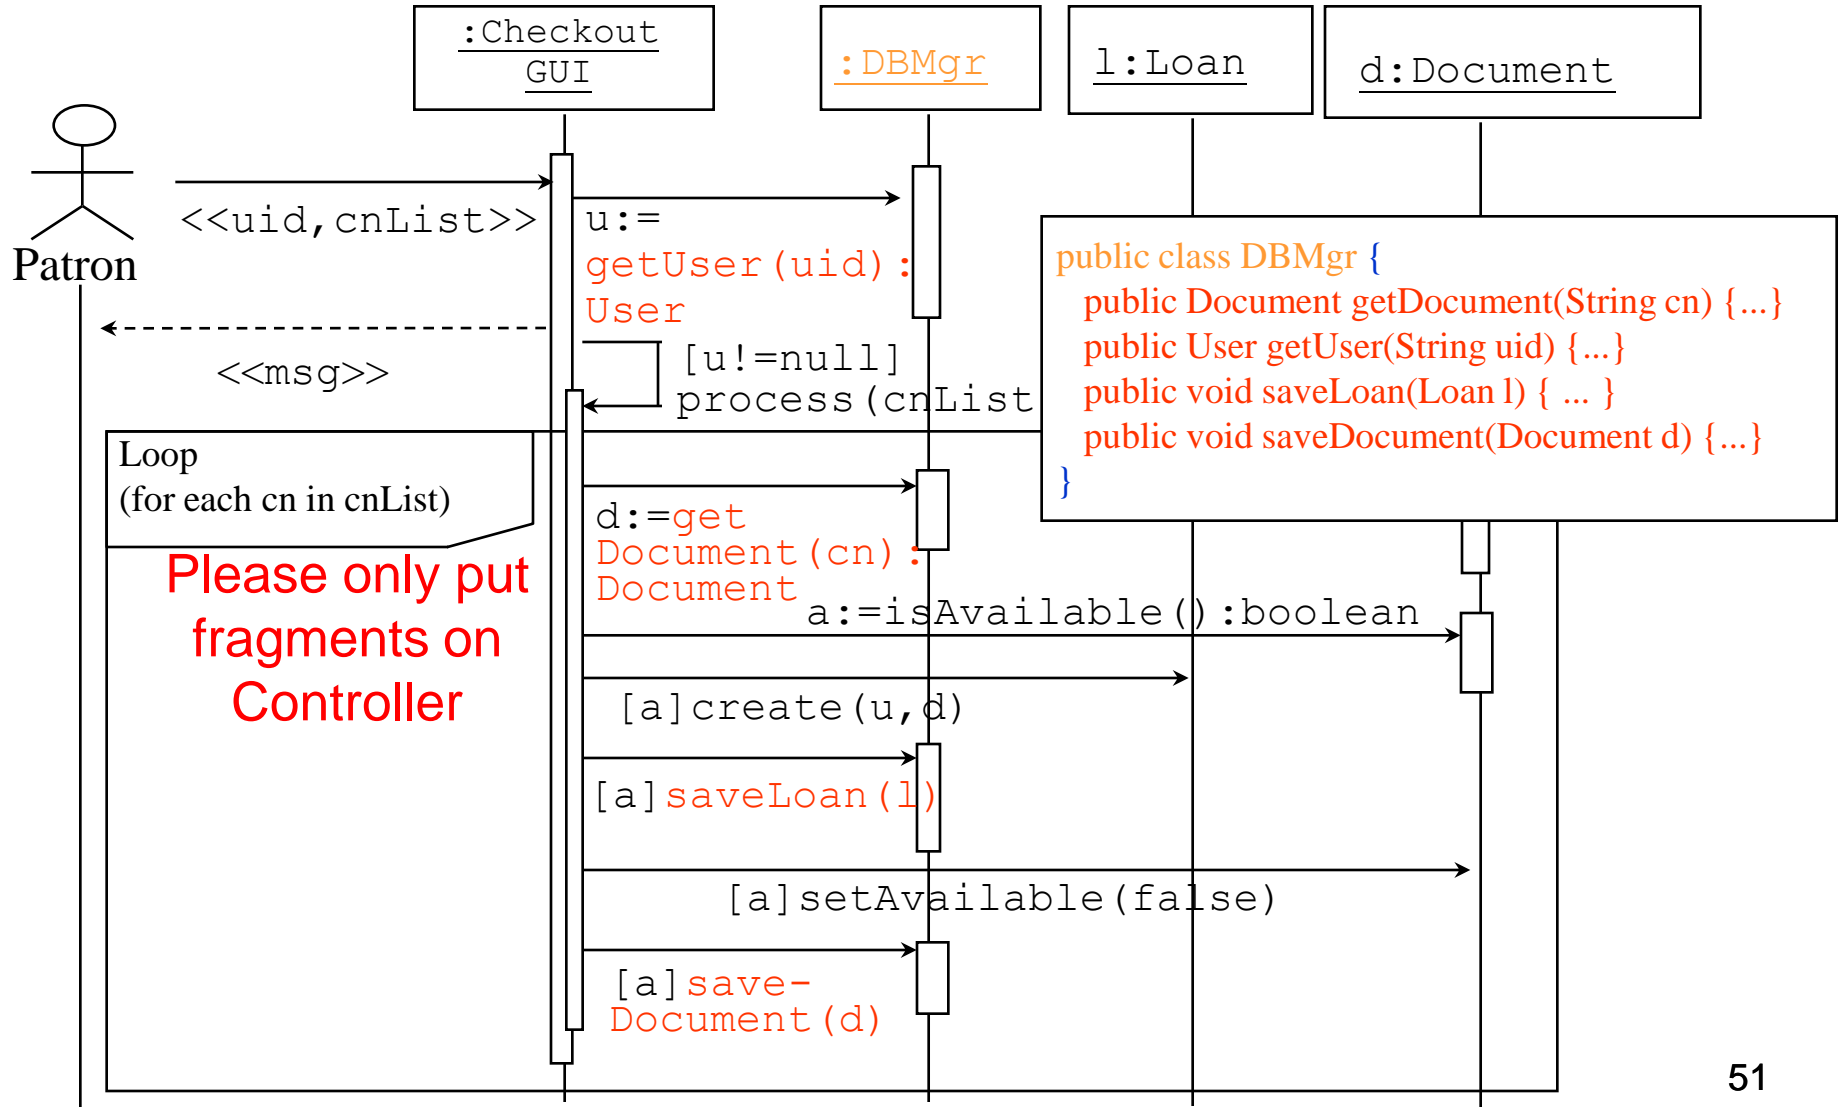 :Checkout
GUI
:DBMgr
l:Loan
d:Document
Patron
<<uid,cnList>>
u:=
getUser(uid):
User
<<msg>>
[u!=null]
process(cnList
public class DBMgr {
public Document getDocument(String cn) {...}
public User getUser(String uid) {...}
public void saveLoan(Loan l) { ... }
public void saveDocument(Document d) {...}
}
Loop
(for each cn in cnList)
Please only put
fragments on
Controller
d:=get
Document(cn):
Document
a:=isAvailable():boolean
[a]create(u,d)
[a]saveLoan(l)
[a]setAvailable(false)
[a]save-
Document(d)
51